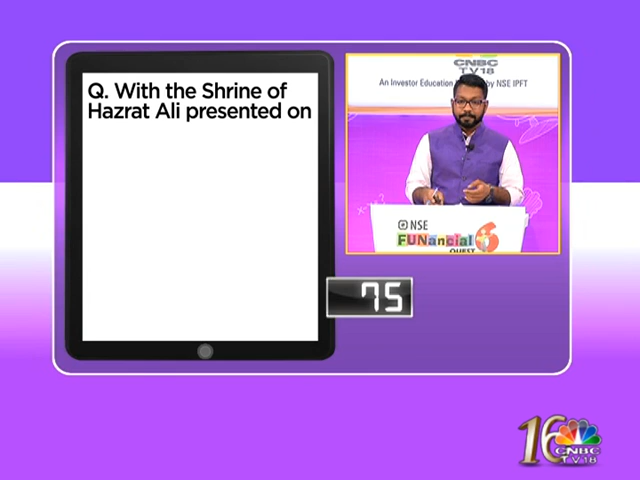 Q. With the Shrine of
Hazrat Ali presented on
CNBC
TV18
An Investor Education
by NSE IPFT
NSE
FUNancial
QUEST
6
75
16
CNBC
TV18